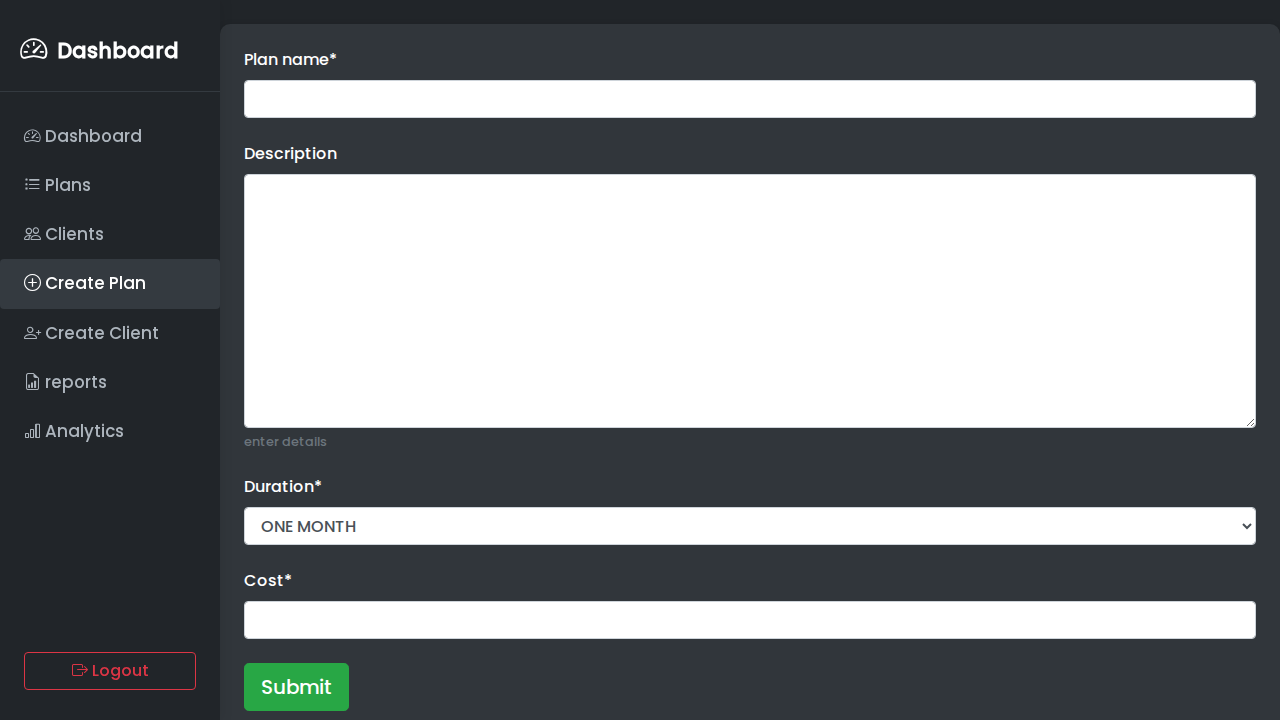 Dashboard
Dashboard
Plans
Clients
Create Plan
Create Client
reports
Analytics
Logout
Plan name*
Description
enter details
Duration*
ONE MONTH
Cost*
Submit